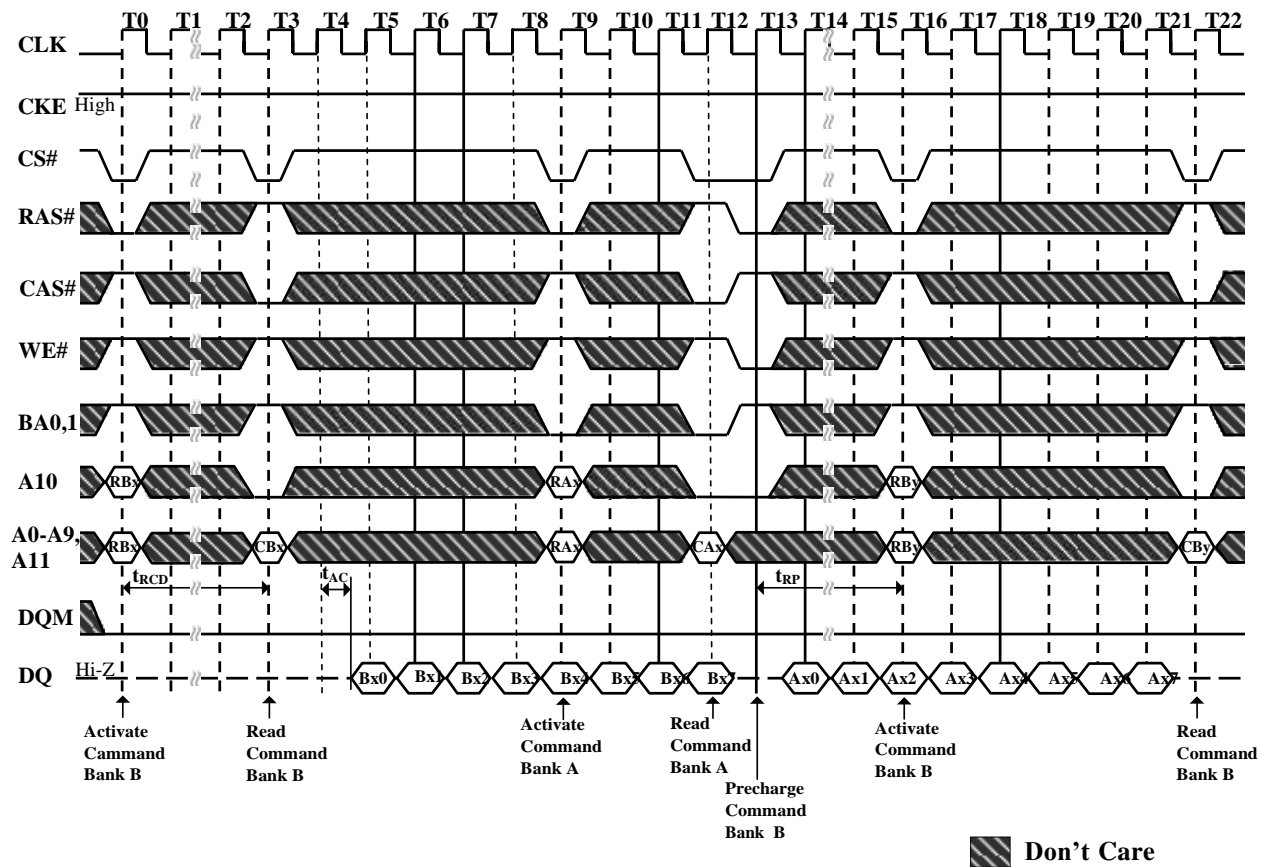 T0 T1 T2 T3 T4 T5 T6 T7 T8 T9 T10 T11 T12 T13 T14 T15 T16 T17 T18 T19 T20 T21 T22
CLK
CKE High
CS#
RAS#
CAS#
WE#
BA0,1
A10 RBx RAx RBy
A0-A9,
A11
RBx CBx RAx CAx RBy CBy
tRCD tAC tRP
DQM
DQ Hi-Z Bx0 Bx1 Bx2 Bx3 Bx4 Bx5 Bx6 Bx7 Ax0 Ax1 Ax2 Ax3 Ax4 Ax5 Ax6 Ax7
Activate
Cammand
Bank B
Read
Command
Bank B
Activate
Command
Bank A
Read
Command
Bank A
Precharge
Command
Bank B
Activate
Command
Bank B
Read
Command
Bank B
Don't Care